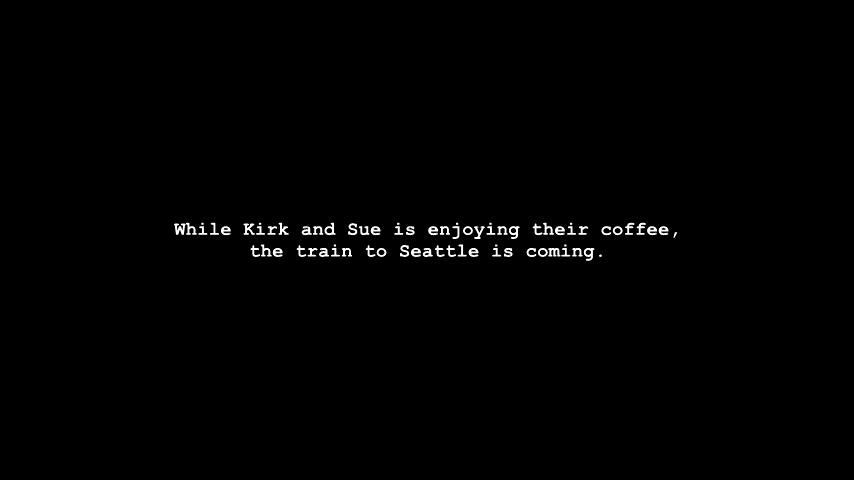 While Kirk and Sue is enjoying their coffee,
the train to Seattle is coming.